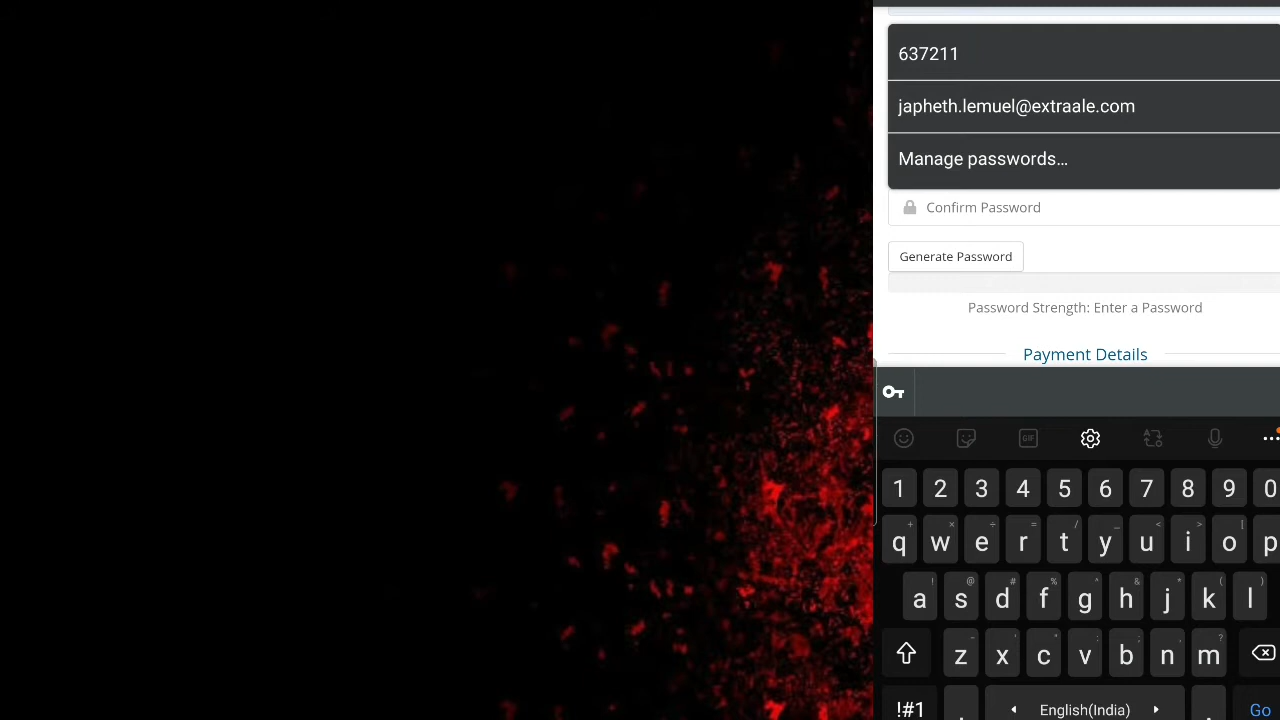 637211
japheth.lemuel@extraale.com
Manage passwords...
Confirm Password
Generate Password
Password Strength: Enter a Password
Payment Details
GIF
1 2 3 4 5 6 7 8 9 0
q w e r t y u i o p
a s d f g h j k l
z x c v b n m
!#1 , English(India) . Go